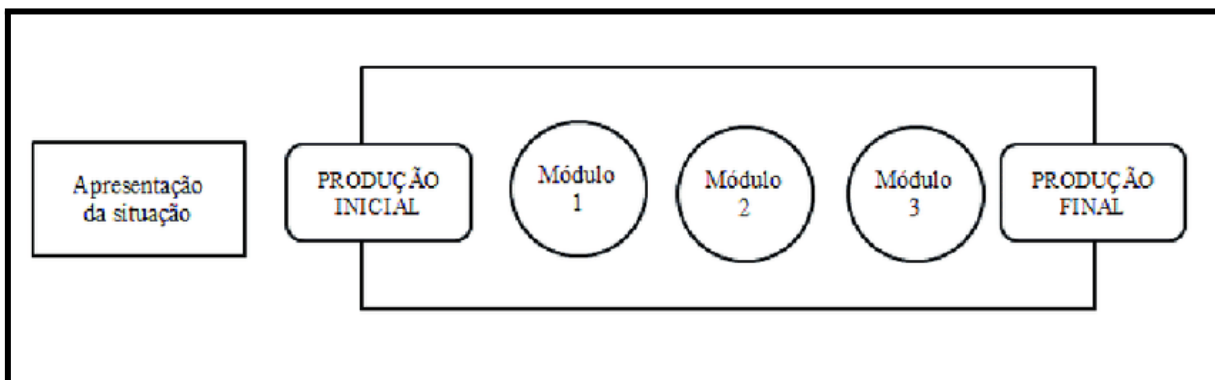 Apresentação
da situação
PRODUÇÃO
INICIAL
Módulo
1
Módulo
2
Módulo
3
PRODUÇÃO
FINAL